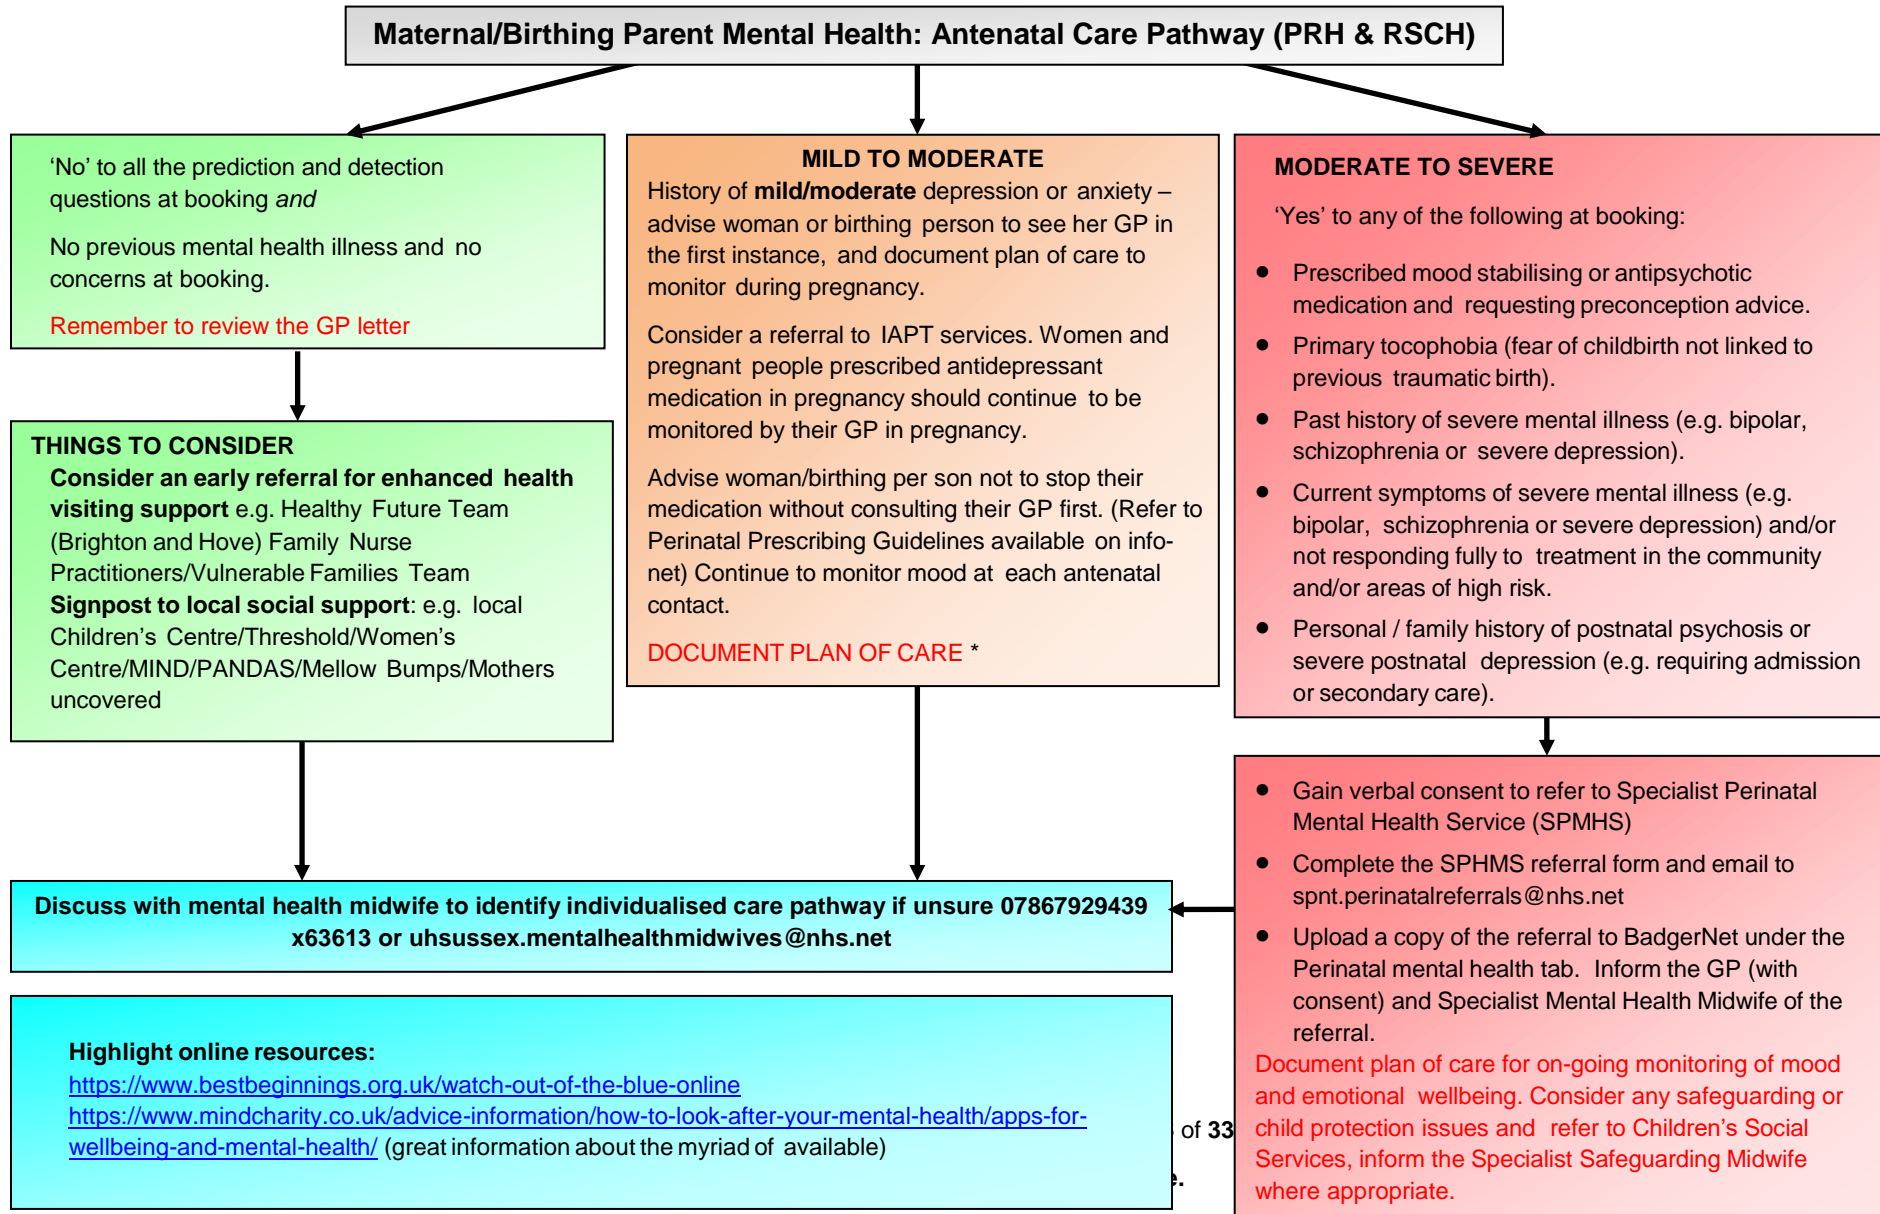 Maternal/Birthing Parent Mental Health: Antenatal Care Pathway (PRH & RSCH)
‘No’ to all the prediction and detection
questions at booking and
No previous mental health illness and no
concerns at booking.
Remember to review the GP letter
THINGS TO CONSIDER
Consider an early referral for enhanced health
visiting support e.g. Healthy Future Team
(Brighton and Hove) Family Nurse
Practitioners/Vulnerable Families Team
Signpost to local social support: e.g. local
Children’s Centre/Threshold/Women’s
Centre/MIND/PANDAS/Mellow Bumps/Mothers
uncovered
MILD TO MODERATE
History of mild/moderate depression or anxiety –
advise woman or birthing person to see her GP in
the first instance, and document plan of care to
monitor during pregnancy.
Consider a referral to IAPT services. Women and
pregnant people prescribed antidepressant
medication in pregnancy should continue to be
monitored by their GP in pregnancy.
Advise woman/birthing per son not to stop their
medication without consulting their GP first. (Refer to
Perinatal Prescribing Guidelines available on info-
net) Continue to monitor mood at each antenatal
contact.
DOCUMENT PLAN OF CARE *
MODERATE TO SEVERE
‘Yes’ to any of the following at booking:
● Prescribed mood stabilising or antipsychotic
medication and requesting preconception advice.
● Primary tocophobia (fear of childbirth not linked to
previous traumatic birth).
● Past history of severe mental illness (e.g. bipolar,
schizophrenia or severe depression).
● Current symptoms of severe mental illness (e.g.
bipolar, schizophrenia or severe depression) and/or
not responding fully to treatment in the community
and/or areas of high risk.
● Personal / family history of postnatal psychosis or
severe postnatal depression (e.g. requiring admission
or secondary care).
● Gain verbal consent to refer to Specialist Perinatal
Mental Health Service (SPMHS)
● Complete the SPHMS referral form and email to
spnt.perinatalreferrals@nhs.net
● Upload a copy of the referral to BadgerNet under the
Perinatal mental health tab. Inform the GP (with
consent) and Specialist Mental Health Midwife of the
referral.
Document plan of care for on-going monitoring of mood
and emotional wellbeing. Consider any safeguarding or
child protection issues and refer to Children’s Social
Services, inform the Specialist Safeguarding Midwife
where appropriate.
Discuss with mental health midwife to identify individualised care pathway if unsure 07867929439
x63613 or uhsussex.mentalhealthmidwives@nhs.net
Highlight online resources:
https://www.bestbeginnings.org.uk/watch-out-of-the-blue-online
https://www.mindcharity.co.uk/advice-information/how-to-look-after-your-mental-health/apps-for-
wellbeing-and-mental-health/ (great information about the myriad of available)
of 33